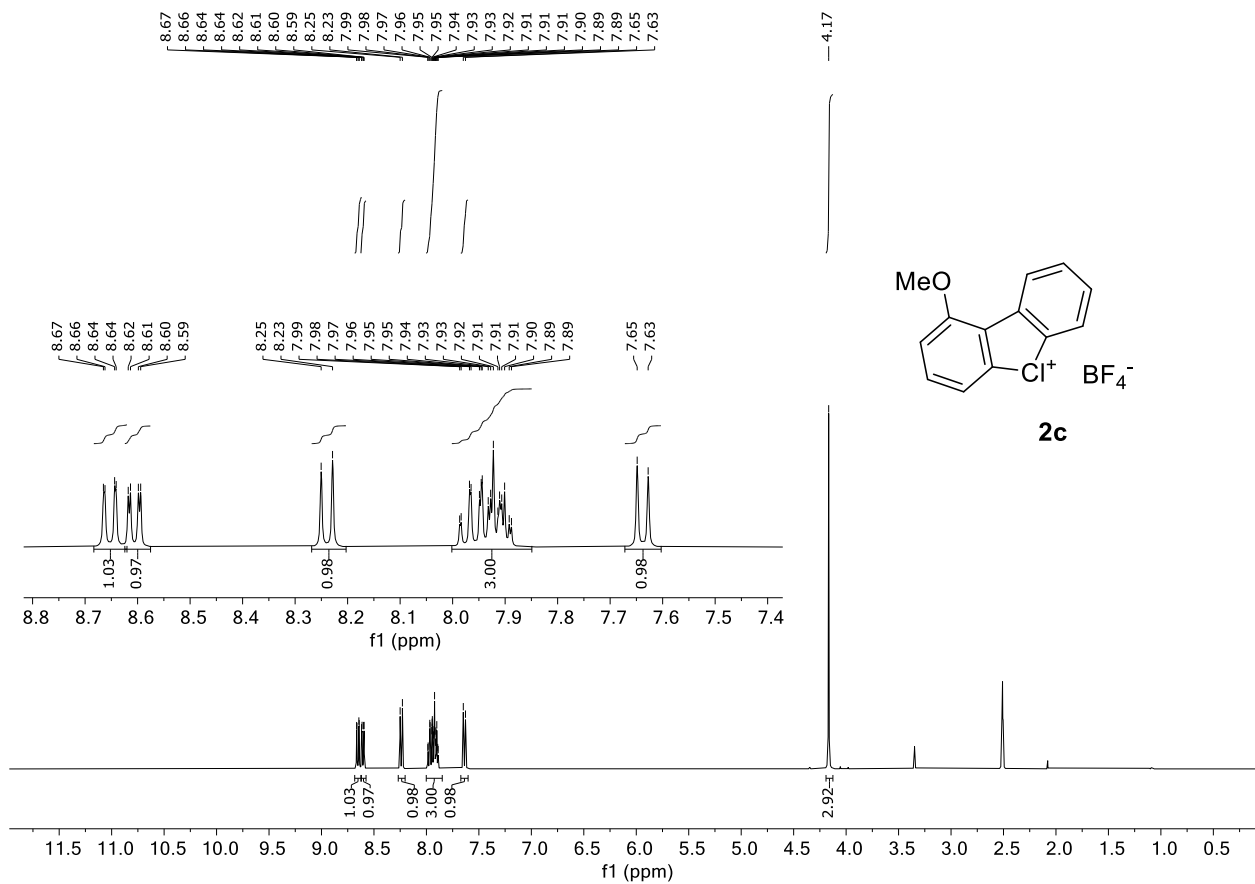 8.67 8.66 8.64 8.64 8.62 8.61 8.60 8.59 8.25 8.23 7.99 7.98 7.97 7.96 7.95 7.95 7.94 7.93 7.93 7.92 7.91 7.91 7.91 7.90 7.89 7.89 7.65 7.63
4.17
8.67 8.66 8.64 8.64 8.62 8.61 8.60 8.59 8.25 8.23 7.99 7.98 7.97 7.96 7.95 7.95 7.94 7.93 7.93 7.92 7.91 7.91 7.91 7.90 7.89 7.89 7.65 7.63
MeO
Cl+ BF4-
2c
1.03 0.97 0.98 3.00 0.98
8.8 8.7 8.6 8.5 8.4 8.3 8.2 8.1 8.0 7.9 7.8 7.7 7.6 7.5 7.4
f1 (ppm)
1.03 0.97 0.98 3.00 0.98 2.92
11.5 11.0 10.5 10.0 9.5 9.0 8.5 8.0 7.5 7.0 6.5 6.0 5.5 5.0 4.5 4.0 3.5 3.0 2.5 2.0 1.5 1.0 0.5
f1 (ppm)